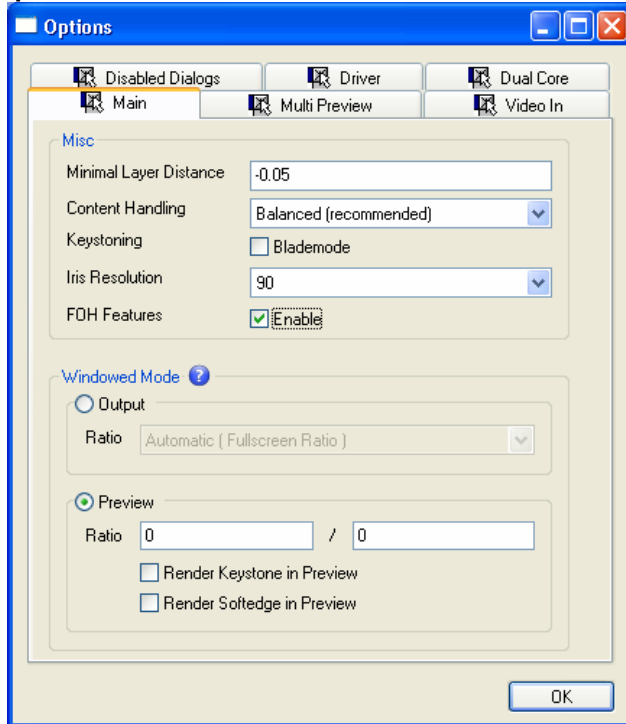 Options
Disabled Dialogs Driver Dual Core
Main Multi Preview Video In
Misc
Minimal Layer Distance -0.05
Content Handling Balanced (recommended)
Keystoning Blademode
Iris Resolution 90
FOH Features Enable
Windowed Mode ?
Output
Ratio Automatic ( Fullscreen Ratio )
Preview
Ratio 0 / 0
Render Keystone in Preview
Render Softedge in Preview
OK